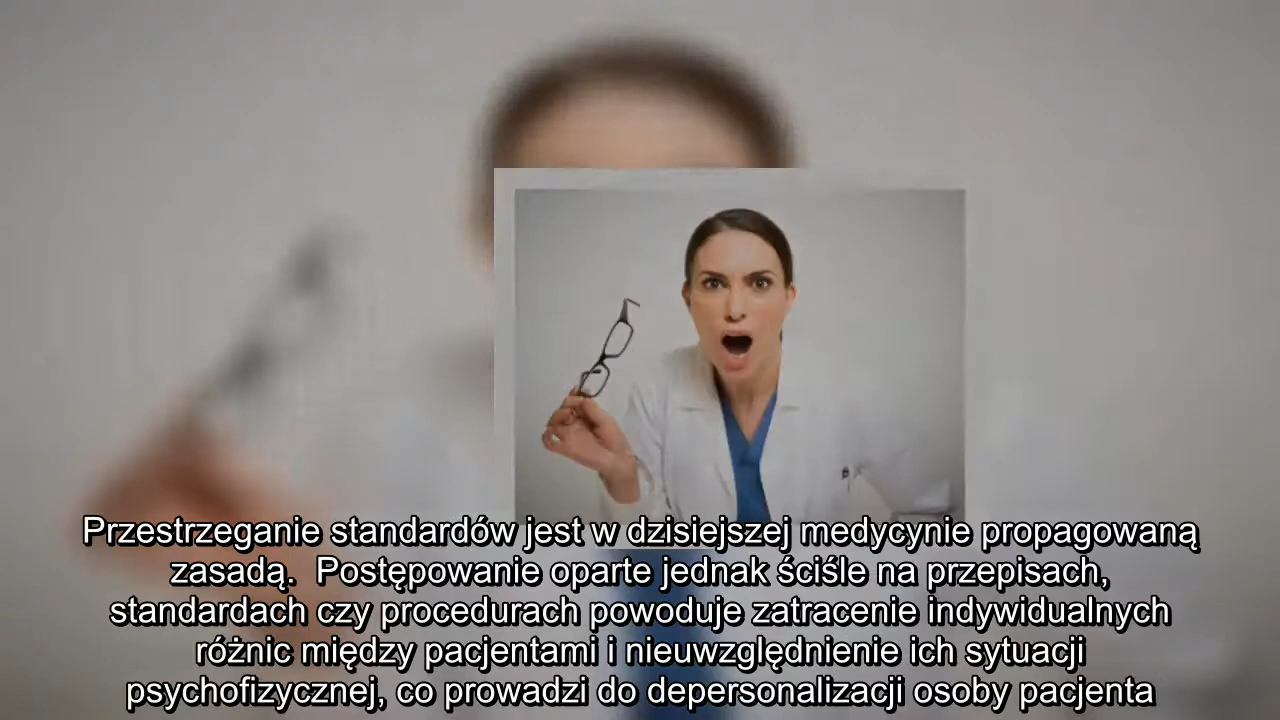 Przestrzeganie standardów jest w dzisiejszej medycynie propagowaną
zasadą.  Postępowanie oparte jednak ściśle na przepisach,
standardach czy procedurach powoduje zatracenie indywidualnych
różnic między pacjentami i nieuwzględnienie ich sytuacji
psychofizycznej, co prowadzi do depersonalizacji osoby pacjenta